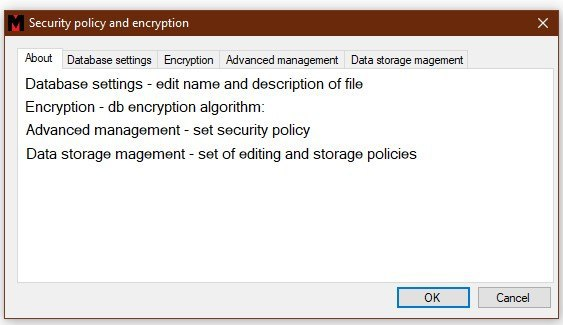 Security policy and encryption
About Database settings Encryption Advanced management Data storage magement
Database settings - edit name and description of file
Encryption - db encryption algorithm:
Advanced management - set security policy
Data storage magement - set of editing and storage policies
OK Cancel